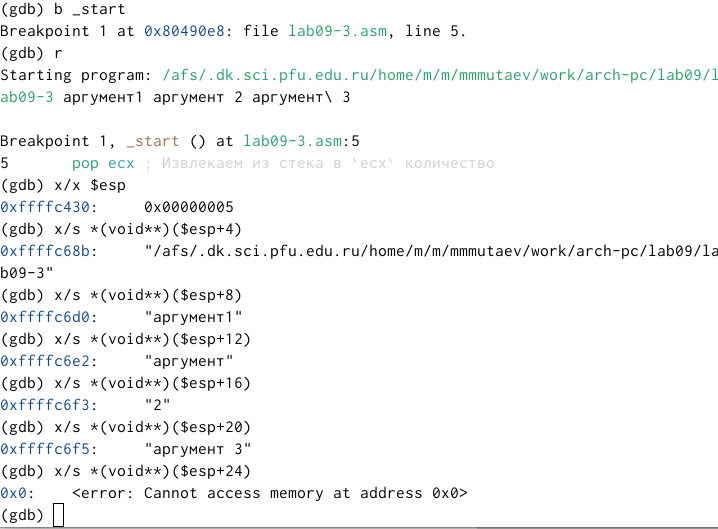 (gdb) b _start
Breakpoint 1 at 0x80490e8: file lab09-3.asm, line 5.
(gdb) r
Starting program: /afs/.dk.sci.pfu.edu.ru/home/m/m/mmmutaev/work/arch-pc/lab09/l
ab09-3 аргумент1 аргумент 2 аргумент\ 3
Breakpoint 1, _start () at lab09-3.asm:5
5 pop ecx ; Извлекаем из стека в `ecx` количество
(gdb) x/x $esp
0xffffc430: 0x00000005
(gdb) x/s *(void**)($esp+4)
0xffffc68b: "/afs/.dk.sci.pfu.edu.ru/home/m/m/mmmutaev/work/arch-pc/lab09/la
b09-3"
(gdb) x/s *(void**)($esp+8)
0xffffc6d0: "аргумент1"
(gdb) x/s *(void**)($esp+12)
0xffffc6e2: "аргумент"
(gdb) x/s *(void**)($esp+16)
0xffffc6f3: "2"
(gdb) x/s *(void**)($esp+20)
0xffffc6f5: "аргумент 3"
(gdb) x/s *(void**)($esp+24)
0x0: <error: Cannot access memory at address 0x0>
(gdb)